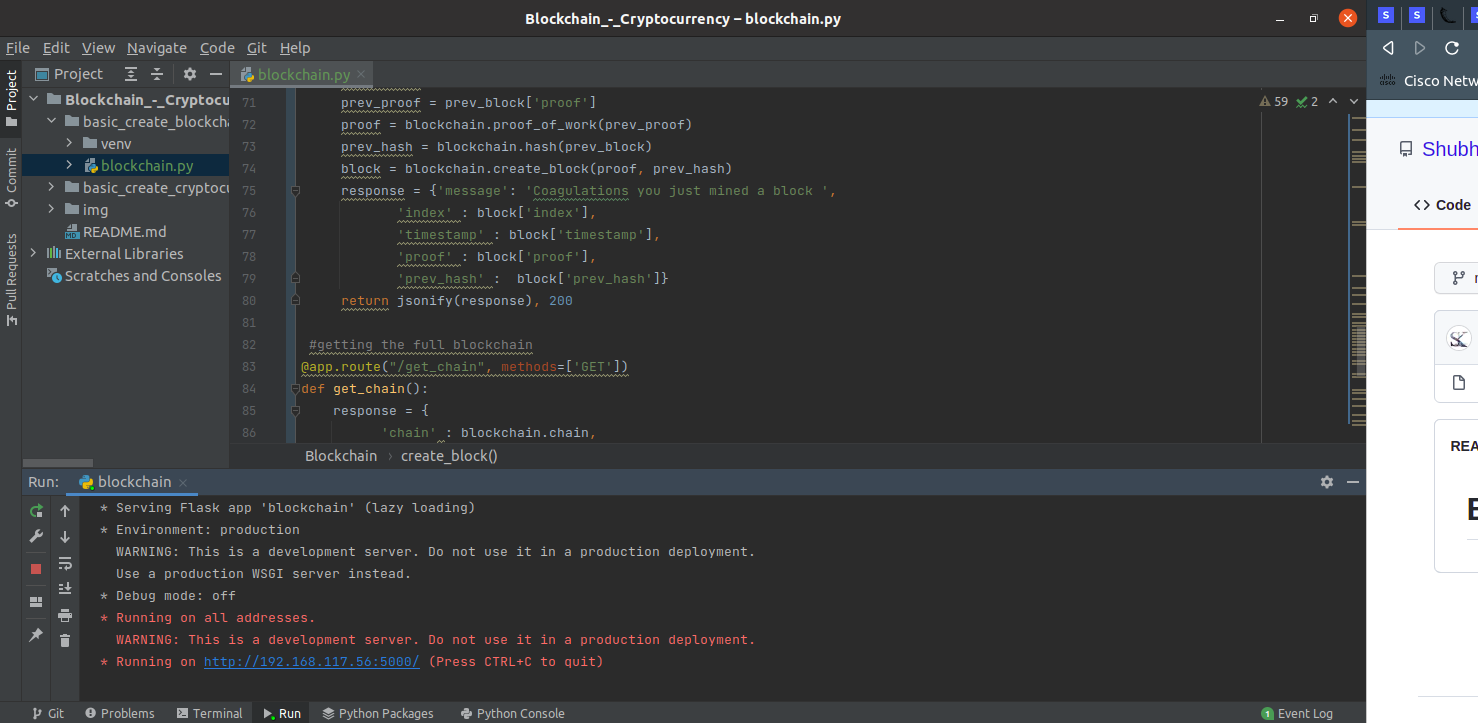 Blockchain_-_Cryptocurrency – blockchain.py
File Edit View Navigate Code Git Help
Project
blockchain.py
Project
Commit
Pull Requests
Blockchain_-_Cryptocu
basic_create_blockcha
venv
blockchain.py
basic_create_cryptocu
img
README.md
External Libraries
Scratches and Consoles
59 2
71 prev_proof = prev_block['proof']
72 proof = blockchain.proof_of_work(prev_proof)
73 prev_hash = blockchain.hash(prev_block)
74 block = blockchain.create_block(proof, prev_hash)
75 response = {'message': 'Coagulations you just mined a block ',
76 'index' : block['index'],
77 'timestamp' : block['timestamp'],
78 'proof' : block['proof'],
79 'prev_hash' :  block['prev_hash']}
80 return jsonify(response), 200
81
82 #getting the full blockchain
83 @app.route("/get_chain", methods=['GET'])
84 def get_chain():
85 response = {
86 'chain' : blockchain.chain,
Blockchain › create_block()
Run: blockchain
* Serving Flask app 'blockchain' (lazy loading)
* Environment: production
WARNING: This is a development server. Do not use it in a production deployment.
Use a production WSGI server instead.
* Debug mode: off
* Running on all addresses.
WARNING: This is a development server. Do not use it in a production deployment.
* Running on http://192.168.117.56:5000/ (Press CTRL+C to quit)
Git Problems Terminal Run Python Packages Python Console
1 Event Log
S S S
cisco Cisco Netw
Shubh
<> Code
SK
REA